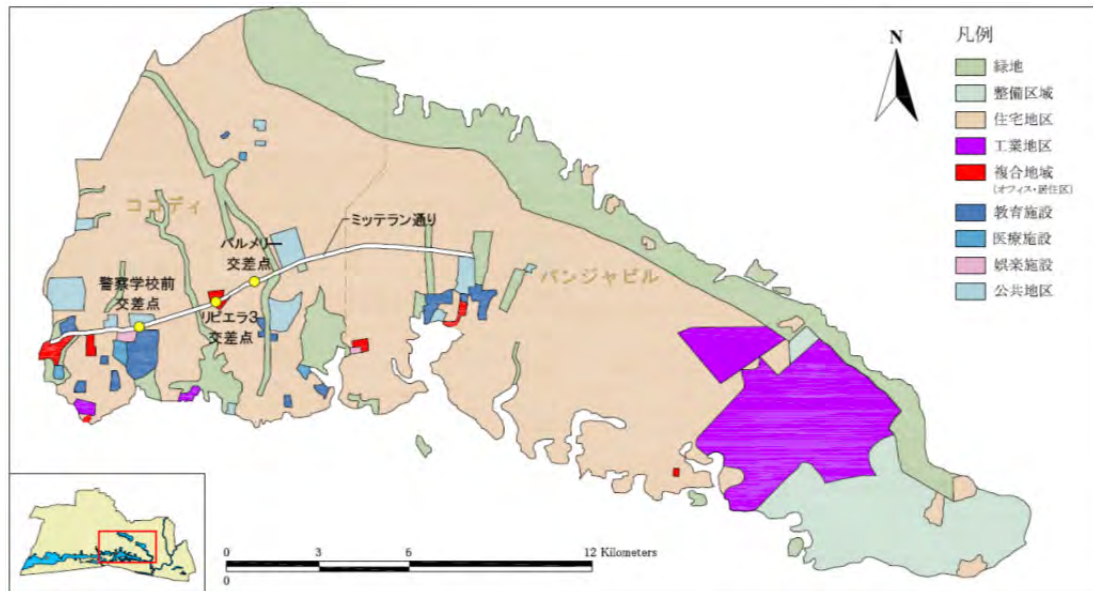 N
凡例
緑地
整備区域
住宅地区
工業地区
複合地域
(オフィス・居住区)
教育施設
医療施設
娯楽施設
公共地区
ココディ
ミッテラン通り
パルメリー
交差点
バンジャビル
警察学校前
交差点
リビエラ3
交差点
0 3 6 12 Kilometers
0